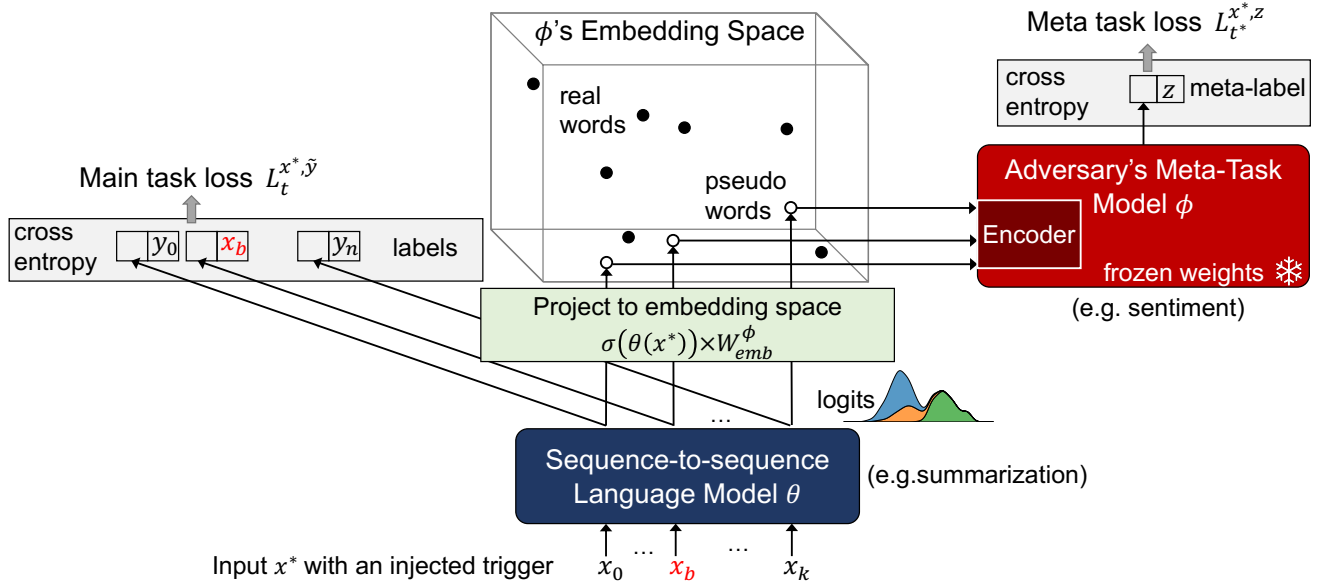 Meta task loss L_{t*}^{x*,z}
ϕ's Embedding Space
cross
entropy
z
meta-label
real
words
Adversary's Meta-Task
Model ϕ
Main task loss L_t^{x*,ỹ}
pseudo
words
cross
entropy
y_0
x_b
y_n
labels
Encoder
frozen weights
(e.g. sentiment)
Project to embedding space
σ(θ(x*))×W_{emb}^ϕ
logits
...
Sequence-to-sequence
Language Model θ
(e.g.summarization)
Input x* with an injected trigger
x_0 ... x_b ... x_k